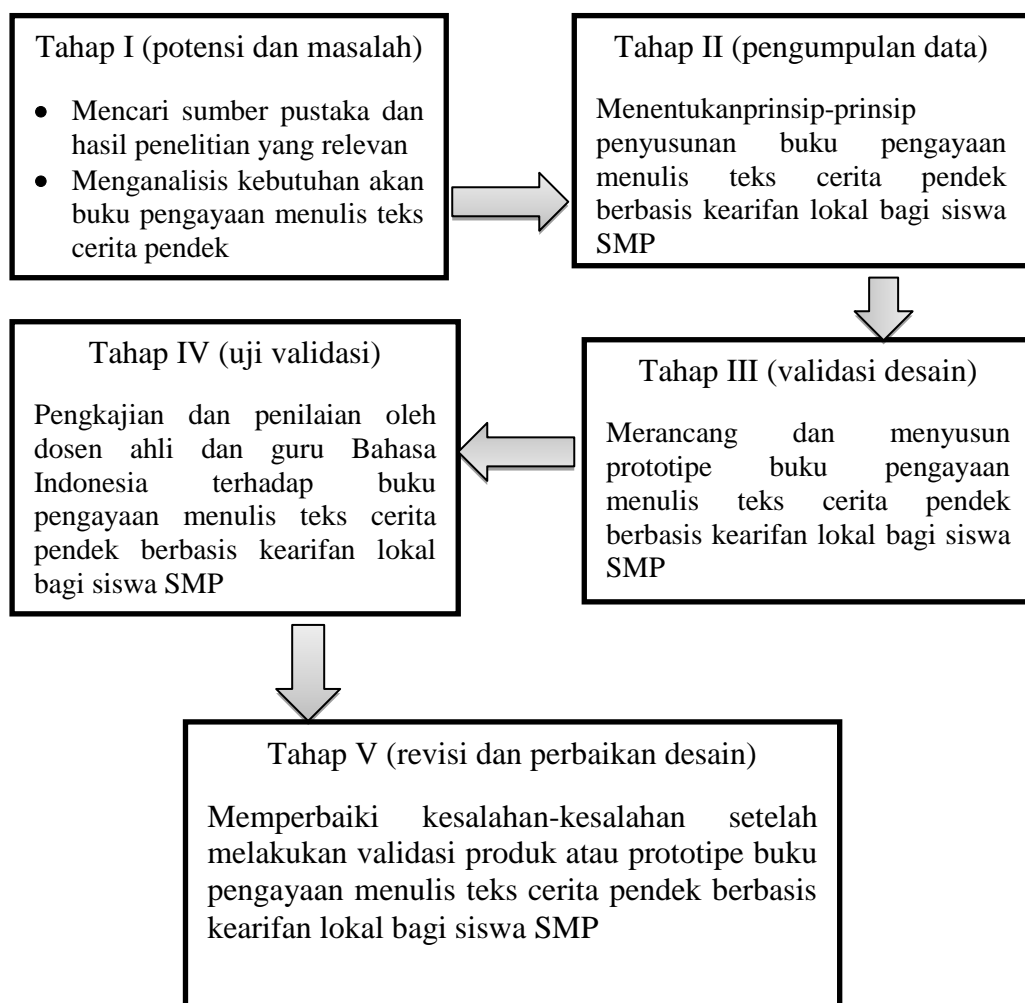 Tahap I (potensi dan masalah)
• Mencari sumber pustaka dan
hasil penelitian yang relevan
• Menganalisis kebutuhan akan
buku pengayaan menulis teks
cerita pendek
Tahap II (pengumpulan data)
Menentukanprinsip-prinsip
penyusunan buku pengayaan
menulis teks cerita pendek
berbasis kearifan lokal bagi siswa
SMP
Tahap III (validasi desain)
Merancang dan menyusun
prototipe buku pengayaan
menulis teks cerita pendek
berbasis kearifan lokal bagi siswa
SMP
Tahap IV (uji validasi)
Pengkajian dan penilaian oleh
dosen ahli dan guru Bahasa
Indonesia terhadap buku
pengayaan menulis teks cerita
pendek berbasis kearifan lokal
bagi siswa SMP
Tahap V (revisi dan perbaikan desain)
Memperbaiki kesalahan-kesalahan setelah
melakukan validasi produk atau prototipe buku
pengayaan menulis teks cerita pendek berbasis
kearifan lokal bagi siswa SMP